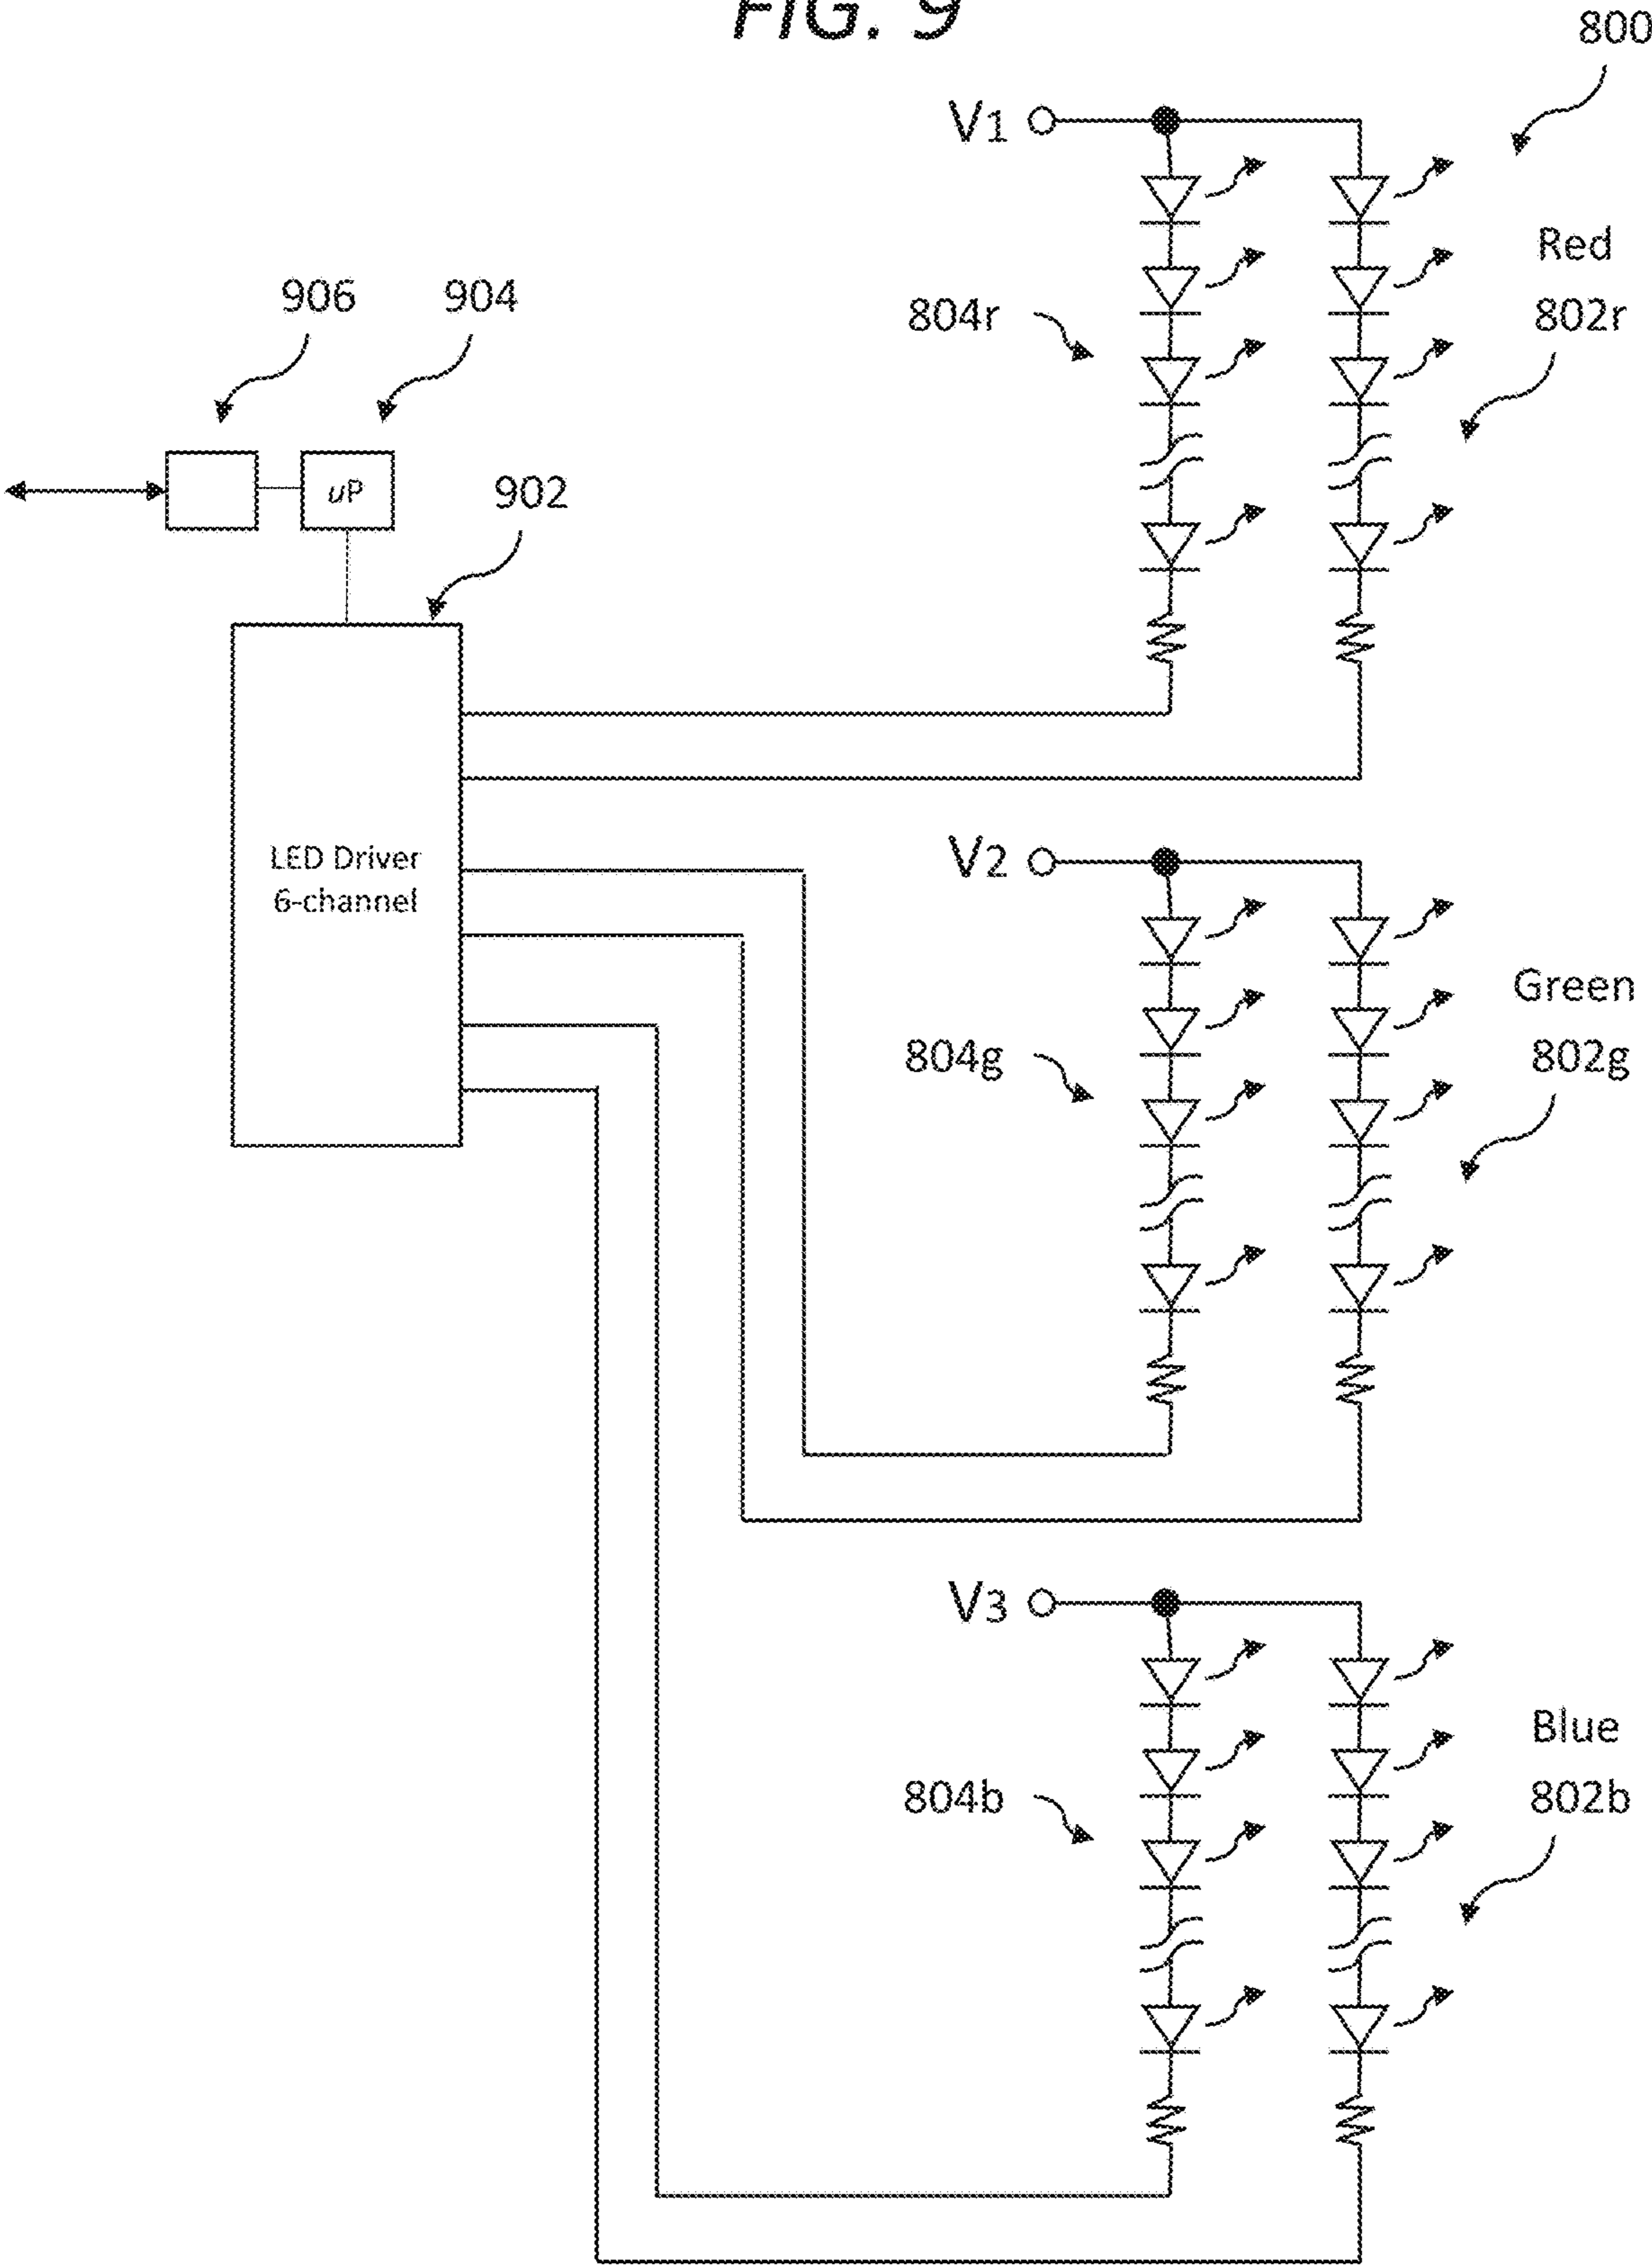 FIG. 9
800
V1
Red
802r
804r
906
904
uP
902
LED Driver
6-channel
V2
Green
802g
804g
V3
Blue
802b
804b